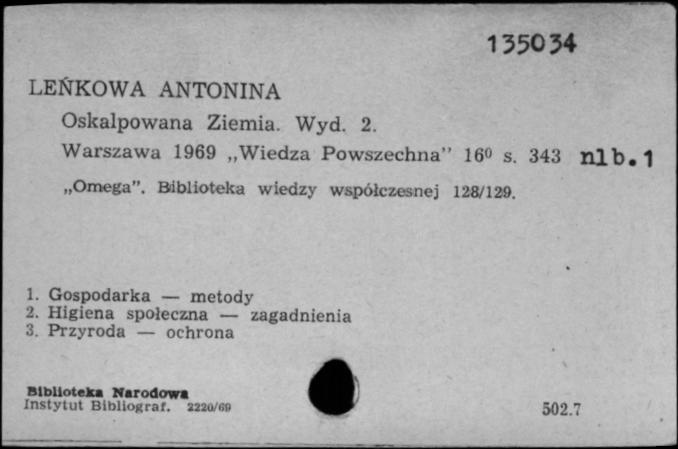 135034
LEŃKOWA ANTONINA
Oskalpowana Ziemia. Wyd. 2.
Warszawa 1969 „Wiedza Powszechna” 16⁰ s. 343 nlb.1
„Omega”. Biblioteka wiedzy współczesnej 128/129.
1. Gospodarka — metody
2. Higiena społeczna — zagadnienia
3. Przyroda — ochrona
Biblioteka Narodowa
Instytut Bibliograf. 2220/69
502.7